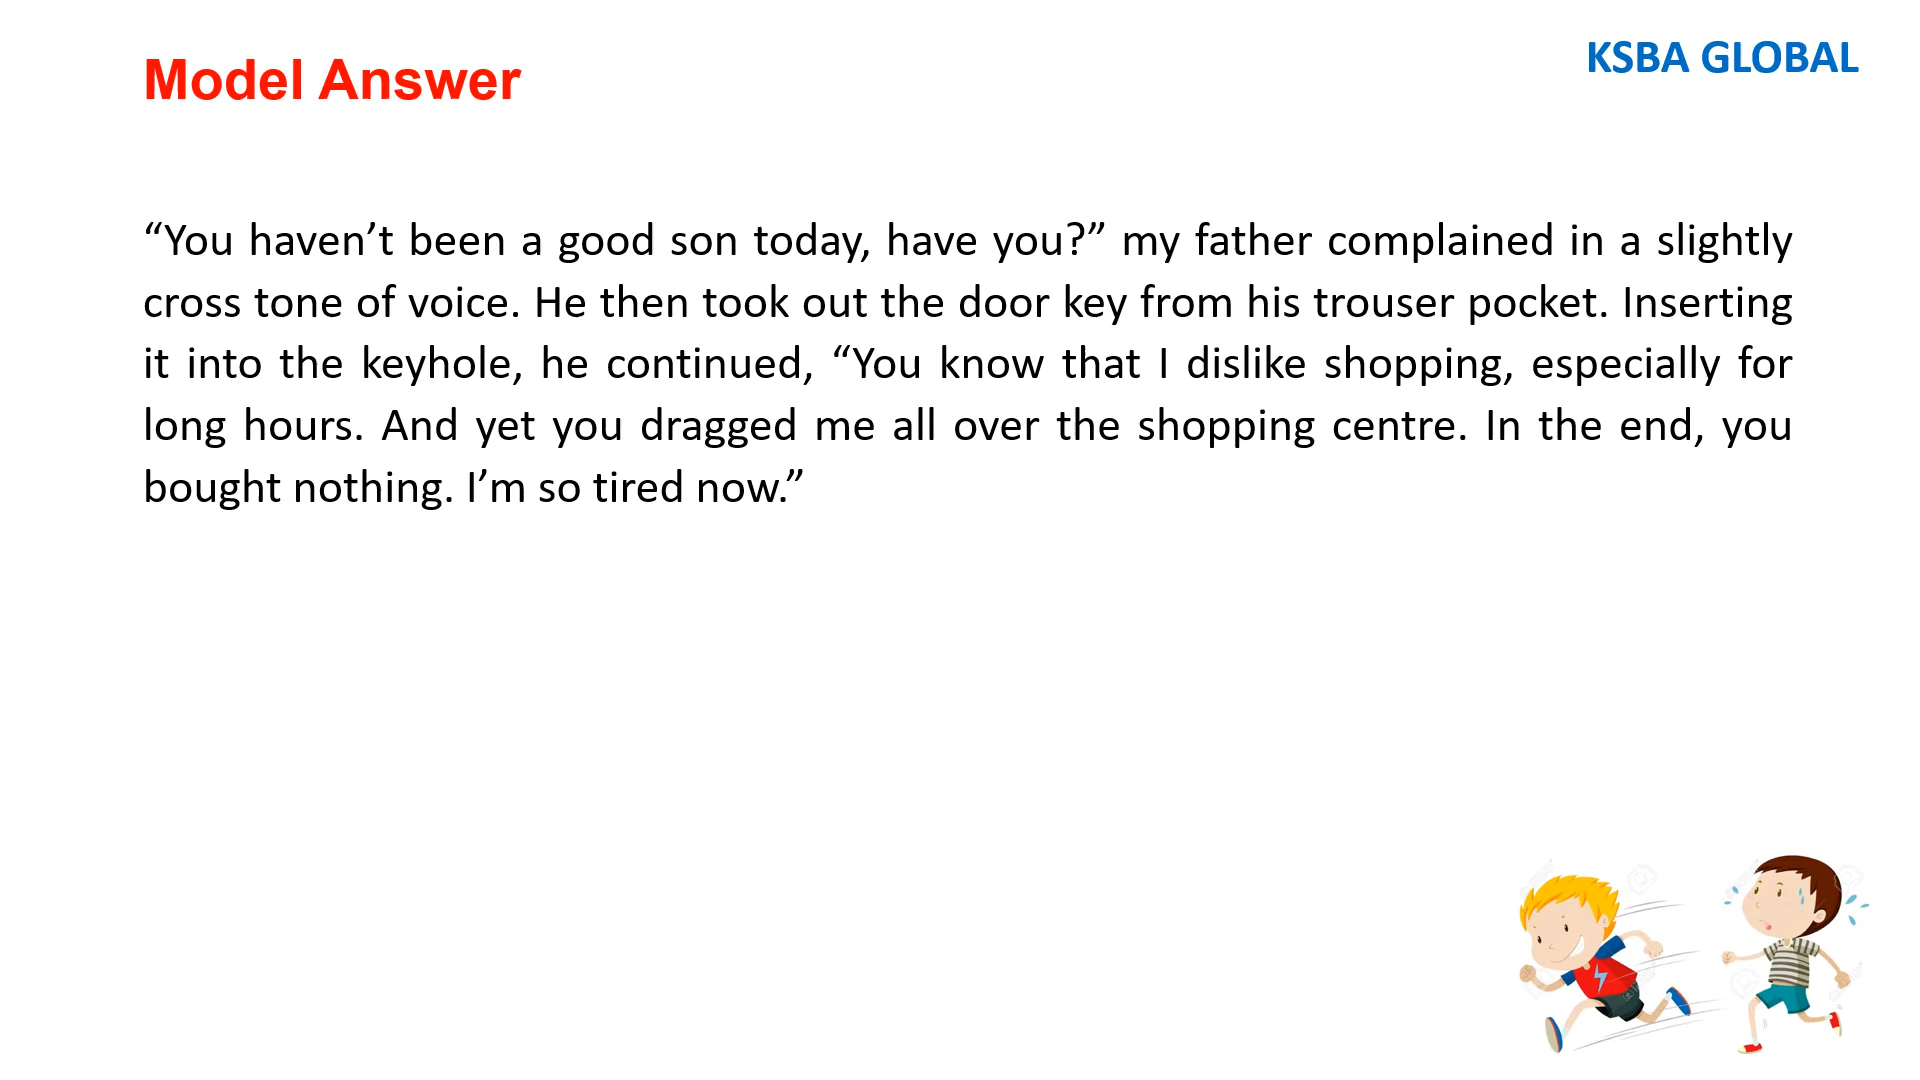 Model Answer
KSBA GLOBAL
“You haven’t been a good son today, have you?” my father complained in a slightly
cross tone of voice. He then took out the door key from his trouser pocket. Inserting
it into the keyhole, he continued, “You know that I dislike shopping, especially for
long hours. And yet you dragged me all over the shopping centre. In the end, you
bought nothing. I’m so tired now.”